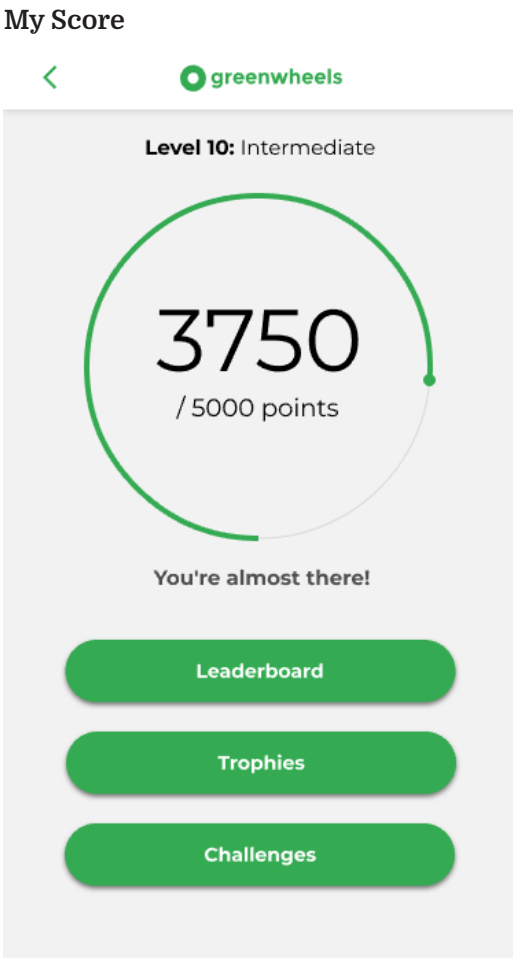 My Score
greenwheels
Level 10: Intermediate
3750
/ 5000 points
You're almost there!
Leaderboard
Trophies
Challenges